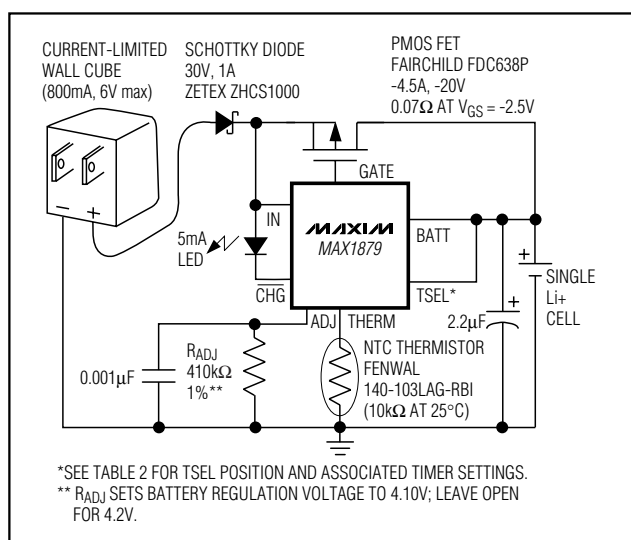 CURRENT-LIMITED
WALL CUBE
(800mA, 6V max)
SCHOTTKY DIODE
30V, 1A
ZETEX ZHCS1000
PMOS FET
FAIRCHILD FDC638P
-4.5A, -20V
0.07Ω AT VGS = -2.5V
GATE
IN
MAXIM
MAX1879
BATT
5mA
LED
CHG
TSEL*
SINGLE
Li+
CELL
ADJ THERM
2.2µF
RADJ
410kΩ
1%**
0.001µF
NTC THERMISTOR
FENWAL
140-103LAG-RBI
(10kΩ AT 25°C)
*SEE TABLE 2 FOR TSEL POSITION AND ASSOCIATED TIMER SETTINGS.
** RADJ SETS BATTERY REGULATION VOLTAGE TO 4.10V; LEAVE OPEN
FOR 4.2V.